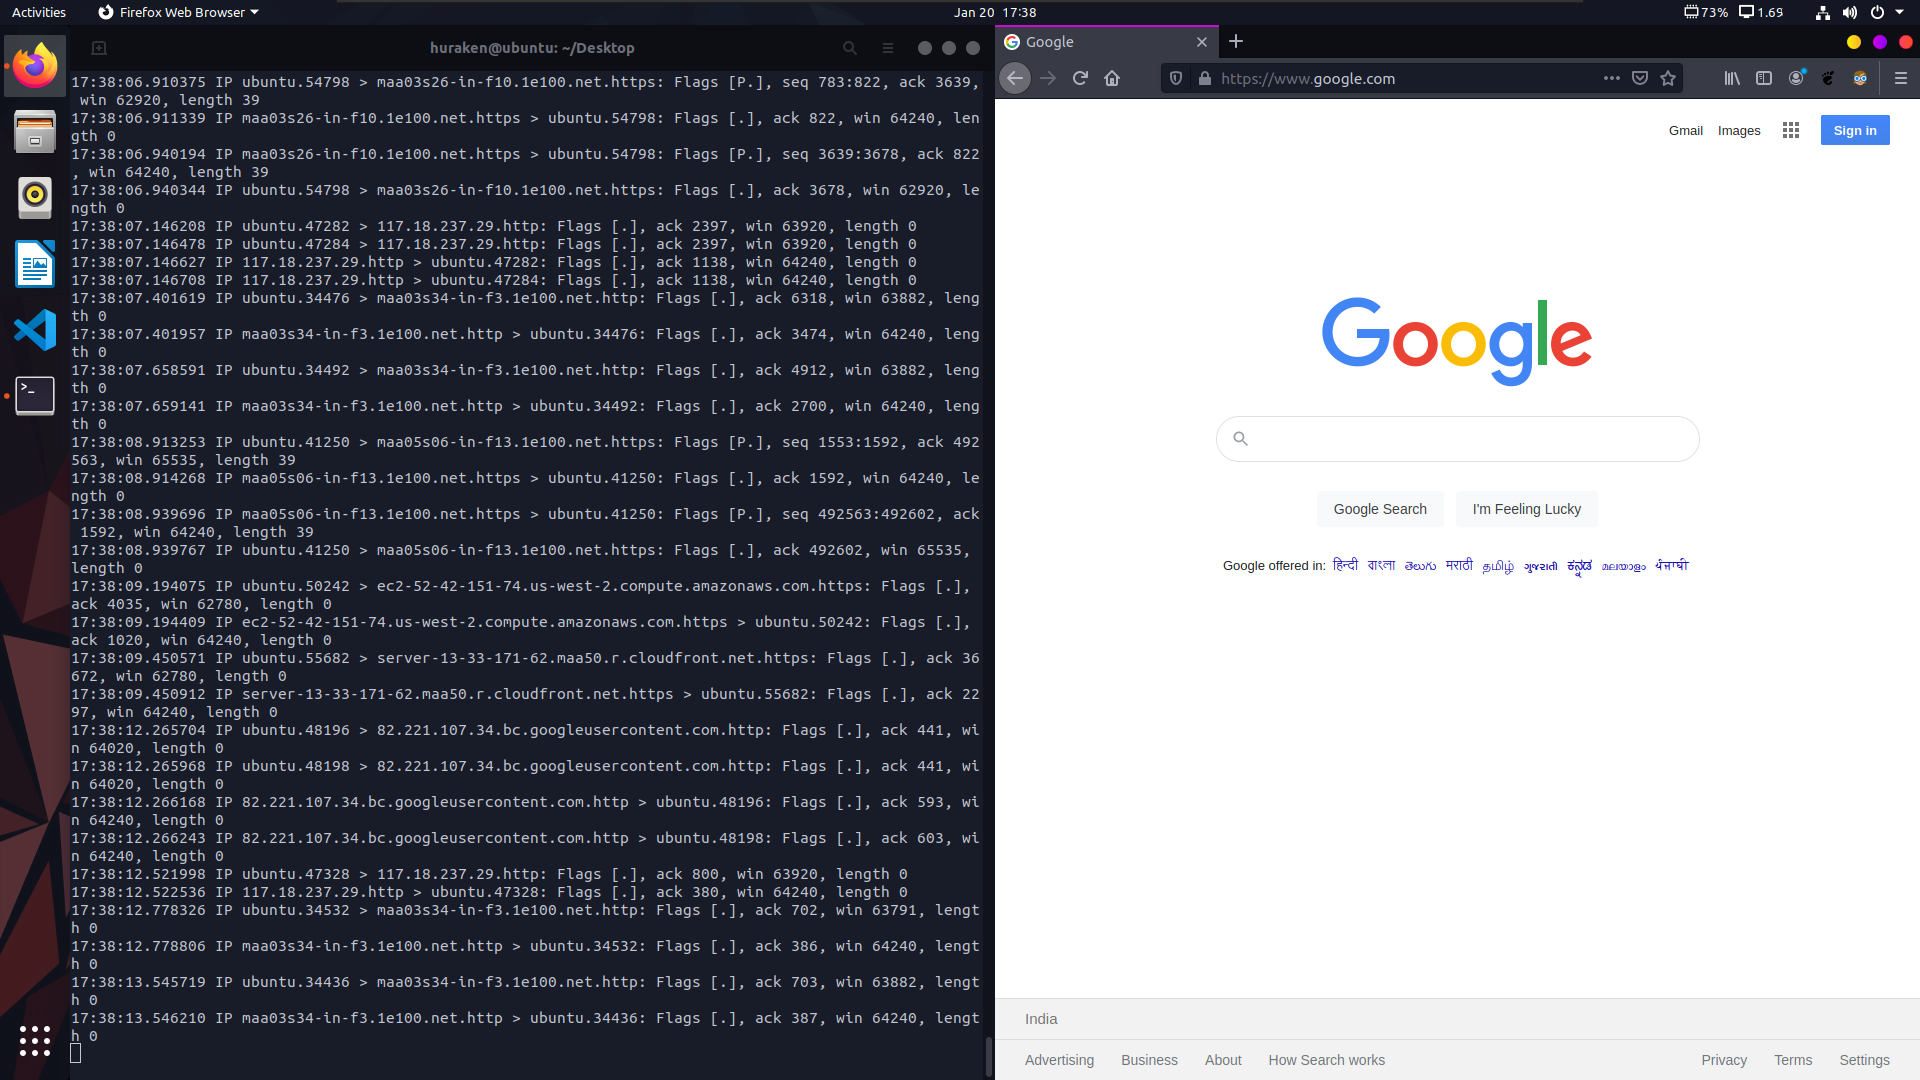 Activities Firefox Web Browser Jan 20 17:38 73% 1.69
huraken@ubuntu: ~/Desktop
17:38:06.910375 IP ubuntu.54798 > maa03s26-in-f10.1e100.net.https: Flags [P.], seq 783:822, ack 3639,
win 62920, length 39
17:38:06.911339 IP maa03s26-in-f10.1e100.net.https > ubuntu.54798: Flags [.], ack 822, win 64240, len
gth 0
17:38:06.940194 IP maa03s26-in-f10.1e100.net.https > ubuntu.54798: Flags [P.], seq 3639:3678, ack 822
, win 64240, length 39
17:38:06.940344 IP ubuntu.54798 > maa03s26-in-f10.1e100.net.https: Flags [.], ack 3678, win 62920, le
ngth 0
17:38:07.146208 IP ubuntu.47282 > 117.18.237.29.http: Flags [.], ack 2397, win 63920, length 0
17:38:07.146478 IP ubuntu.47284 > 117.18.237.29.http: Flags [.], ack 2397, win 63920, length 0
17:38:07.146627 IP 117.18.237.29.http > ubuntu.47282: Flags [.], ack 1138, win 64240, length 0
17:38:07.146708 IP 117.18.237.29.http > ubuntu.47284: Flags [.], ack 1138, win 64240, length 0
17:38:07.401619 IP ubuntu.34476 > maa03s34-in-f3.1e100.net.http: Flags [.], ack 6318, win 63882, leng
th 0
17:38:07.401957 IP maa03s34-in-f3.1e100.net.http > ubuntu.34476: Flags [.], ack 3474, win 64240, leng
th 0
17:38:07.658591 IP ubuntu.34492 > maa03s34-in-f3.1e100.net.http: Flags [.], ack 4912, win 63882, leng
th 0
17:38:07.659141 IP maa03s34-in-f3.1e100.net.http > ubuntu.34492: Flags [.], ack 2700, win 64240, leng
th 0
17:38:08.913253 IP ubuntu.41250 > maa05s06-in-f13.1e100.net.https: Flags [P.], seq 1553:1592, ack 492
563, win 65535, length 39
17:38:08.914268 IP maa05s06-in-f13.1e100.net.https > ubuntu.41250: Flags [.], ack 1592, win 64240, le
ngth 0
17:38:08.939696 IP maa05s06-in-f13.1e100.net.https > ubuntu.41250: Flags [P.], seq 492563:492602, ack
1592, win 64240, length 39
17:38:08.939767 IP ubuntu.41250 > maa05s06-in-f13.1e100.net.https: Flags [.], ack 492602, win 65535,
length 0
17:38:09.194075 IP ubuntu.50242 > ec2-52-42-151-74.us-west-2.compute.amazonaws.com.https: Flags [.],
ack 4035, win 62780, length 0
17:38:09.194409 IP ec2-52-42-151-74.us-west-2.compute.amazonaws.com.https > ubuntu.50242: Flags [.],
ack 1020, win 64240, length 0
17:38:09.450571 IP ubuntu.55682 > server-13-33-171-62.maa50.r.cloudfront.net.https: Flags [.], ack 36
672, win 62780, length 0
17:38:09.450912 IP server-13-33-171-62.maa50.r.cloudfront.net.https > ubuntu.55682: Flags [.], ack 22
97, win 64240, length 0
17:38:12.265704 IP ubuntu.48196 > 82.221.107.34.bc.googleusercontent.com.http: Flags [.], ack 441, wi
n 64020, length 0
17:38:12.265968 IP ubuntu.48198 > 82.221.107.34.bc.googleusercontent.com.http: Flags [.], ack 441, wi
n 64020, length 0
17:38:12.266168 IP 82.221.107.34.bc.googleusercontent.com.http > ubuntu.48196: Flags [.], ack 593, wi
n 64240, length 0
17:38:12.266243 IP 82.221.107.34.bc.googleusercontent.com.http > ubuntu.48198: Flags [.], ack 603, wi
n 64240, length 0
17:38:12.521998 IP ubuntu.47328 > 117.18.237.29.http: Flags [.], ack 800, win 63920, length 0
17:38:12.522536 IP 117.18.237.29.http > ubuntu.47328: Flags [.], ack 380, win 64240, length 0
17:38:12.778326 IP ubuntu.34532 > maa03s34-in-f3.1e100.net.http: Flags [.], ack 702, win 63791, lengt
h 0
17:38:12.778806 IP maa03s34-in-f3.1e100.net.http > ubuntu.34532: Flags [.], ack 386, win 64240, lengt
h 0
17:38:13.545719 IP ubuntu.34436 > maa03s34-in-f3.1e100.net.http: Flags [.], ack 703, win 63882, lengt
h 0
17:38:13.546210 IP maa03s34-in-f3.1e100.net.http > ubuntu.34436: Flags [.], ack 387, win 64240, lengt
h 0
Google
https://www.google.com
Gmail Images Sign in
Google
Google Search I'm Feeling Lucky
Google offered in: हिन्दी বাংলা తెలుగు मराठी தமிழ் ગુજરાતી ಕನ್ನಡ മലയാളം ਪੰਜਾਬੀ
India
Advertising Business About How Search works Privacy Terms Settings